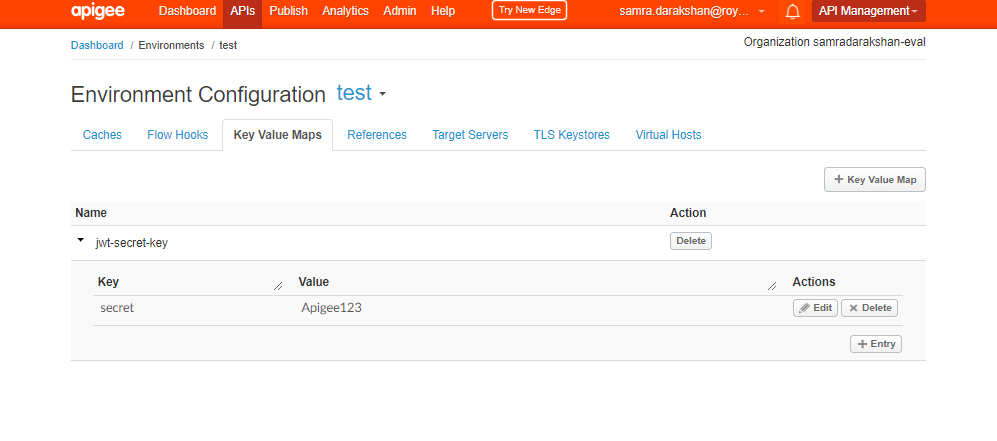 apigee Dashboard APIs Publish Analytics Admin Help Try New Edge samra.darakshan@roy... API Management
Dashboard / Environments / test Organization samradarakshan-eval
Environment Configuration test
Caches Flow Hooks Key Value Maps References Target Servers TLS Keystores Virtual Hosts
+ Key Value Map
Name Action
jwt-secret-key Delete
Key Value Actions
secret Apigee123 Edit Delete
+ Entry